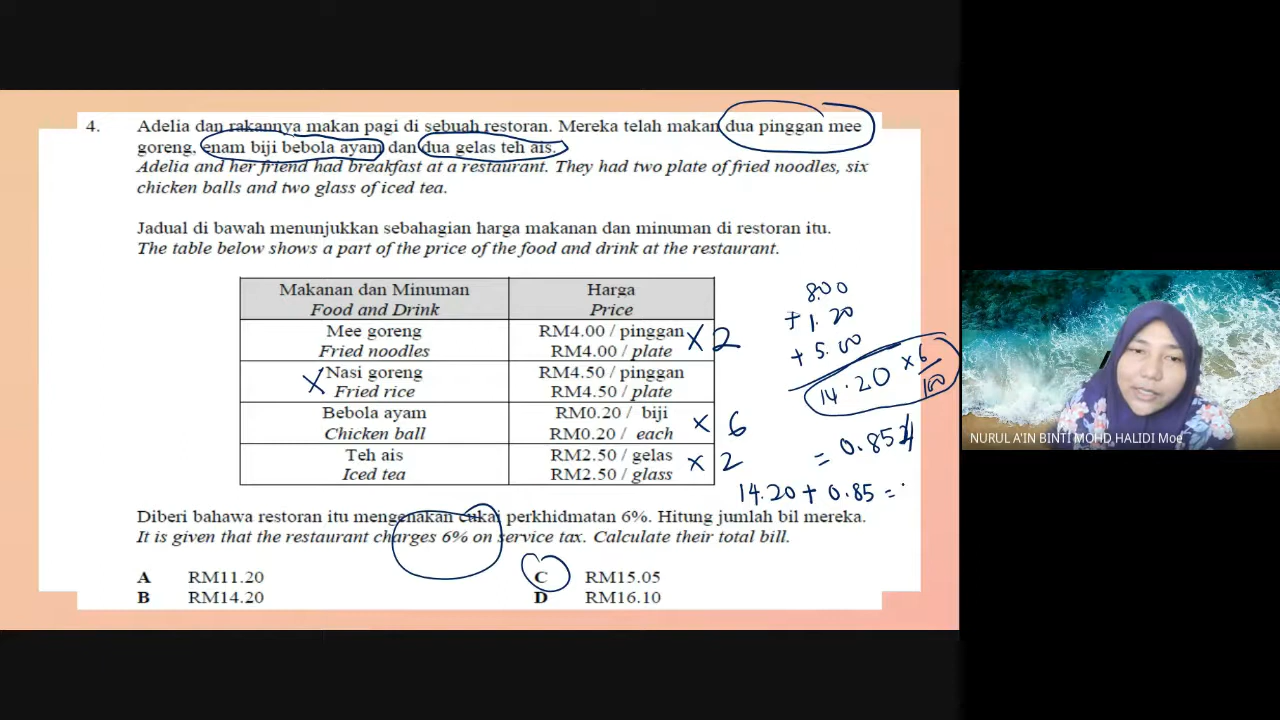 4. Adelia dan rakannya makan pagi di sebuah restoran. Mereka telah makan dua pinggan mee
goreng, enam biji bebola ayam dan dua gelas teh ais.
Adelia and her friend had breakfast at a restaurant. They had two plate of fried noodles, six
chicken balls and two glass of iced tea.
Jadual di bawah menunjukkan sebahagian harga makanan dan minuman di restoran itu.
The table below shows a part of the price of the food and drink at the restaurant.
Makanan dan Minuman Harga
Food and Drink Price
Mee goreng RM4.00 / pinggan × 2
Fried noodles RM4.00 / plate
× Nasi goreng RM4.50 / pinggan
Fried rice RM4.50 / plate
Bebola ayam RM0.20 / biji × 6
Chicken ball RM0.20 / each
Teh ais RM2.50 / gelas × 2
Iced tea RM2.50 / glass
8.00
+ 1.20
+ 5.00
14.20 × 6/100
= 0.852
14.20 + 0.85 =
Diberi bahawa restoran itu mengenakan cukai perkhidmatan 6%. Hitung jumlah bil mereka.
It is given that the restaurant charges 6% on service tax. Calculate their total bill.
A RM11.20 C RM15.05
B RM14.20 D RM16.10
NURUL A'IN BINTI MOHD HALIDI Moe